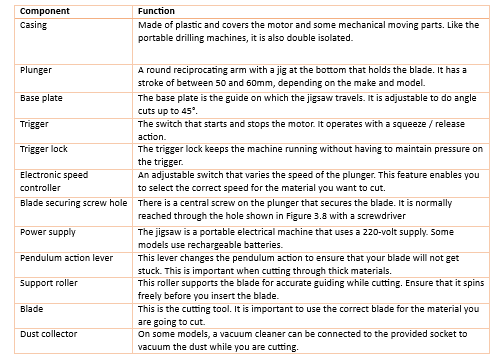 Component Function
Casing Made of plastic and covers the motor and some mechanical moving parts. Like the
portable drilling machines, it is also double isolated.
Plunger A round reciprocating arm with a jig at the bottom that holds the blade. It has a
stroke of between 50 and 60mm, depending on the make and model.
Base plate The base plate is the guide on which the jigsaw travels. It is adjustable to do angle
cuts up to 45°.
Trigger The switch that starts and stops the motor. It operates with a squeeze / release
action.
Trigger lock The trigger lock keeps the machine running without having to maintain pressure on
the trigger.
Electronic speed An adjustable switch that varies the speed of the plunger. This feature enables you
controller to select the correct speed for the material you want to cut.
Blade securing screw hole There is a central screw on the plunger that secures the blade. It is normally
reached through the hole shown in Figure 3.8 with a screwdriver
Power supply The jigsaw is a portable electrical machine that uses a 220-volt supply. Some
models use rechargeable batteries.
Pendulum action lever This lever changes the pendulum action to ensure that your blade will not get
stuck. This is important when cutting through thick materials.
Support roller This roller supports the blade for accurate guiding while cutting. Ensure that it spins
freely before you insert the blade.
Blade This is the cutting tool. It is important to use the correct blade for the material you
are going to cut.
Dust collector On some models, a vacuum cleaner can be connected to the provided socket to
vacuum the dust while you are cutting.